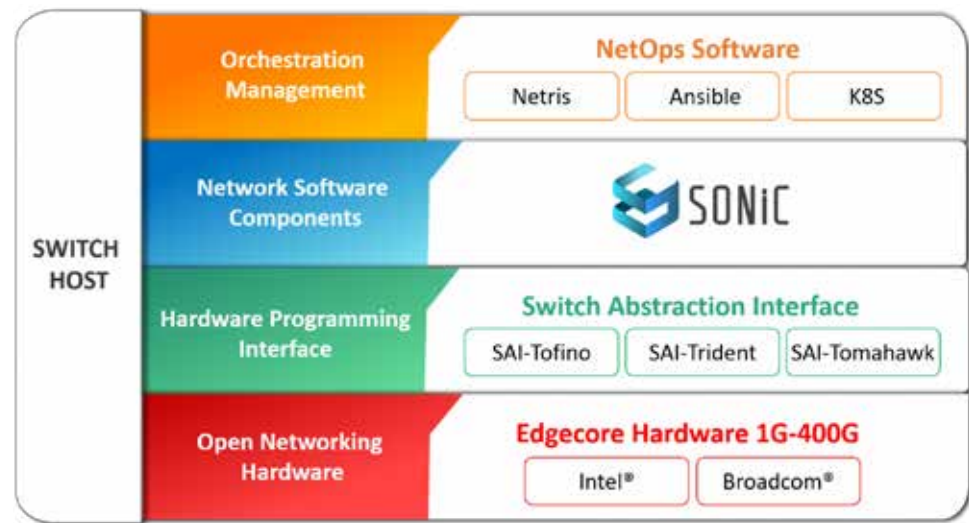 SWITCH
HOST
Orchestration
Management
NetOps Software
Netris
Ansible
K8S
Network Software
Components
SONiC
Hardware Programming
Interface
Switch Abstraction Interface
SAI-Tofino
SAI-Trident
SAI-Tomahawk
Open Networking
Hardware
Edgecore Hardware 1G-400G
Intel®
Broadcom®